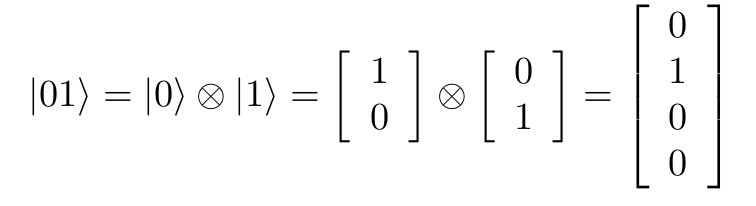 |01⟩ = |0⟩ ⊗ |1⟩ = [ 1 0 ] ⊗ [ 0 1 ] = [ 0 1 0 0 ]